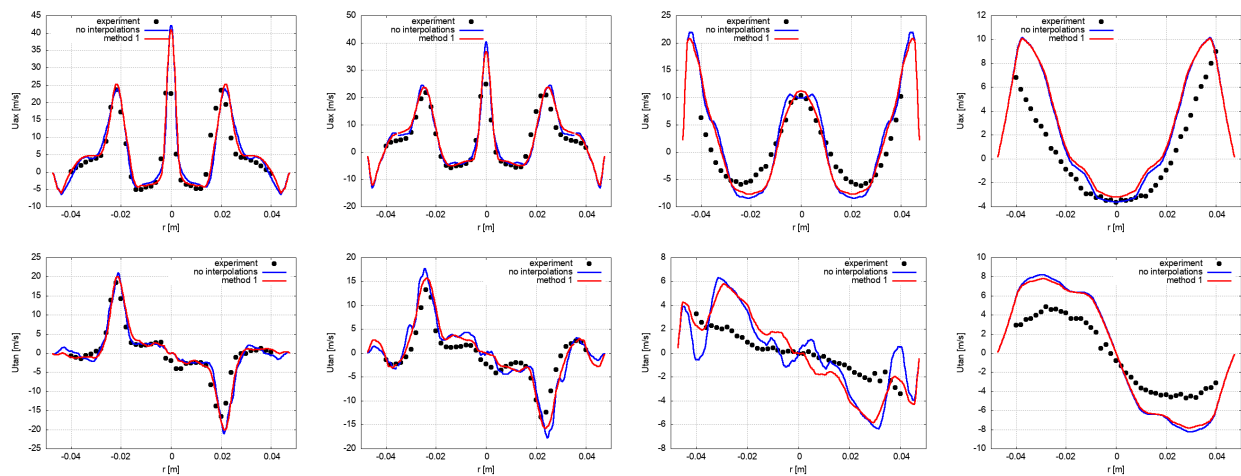 experiment
no interpolations
method 1
45
40
35
30
25
20
15
10
5
0
-5
-10
Uax [m/s]
-0.04 -0.02 0 0.02 0.04
r [m]
experiment
no interpolations
method 1
50
40
30
20
10
0
-10
-20
Uax [m/s]
-0.04 -0.02 0 0.02 0.04
r [m]
experiment
no interpolations
method 1
25
20
15
10
5
0
-5
-10
Uax [m/s]
-0.04 -0.02 0 0.02 0.04
r [m]
experiment
no interpolations
method 1
12
10
8
6
4
2
0
-2
-4
Uax [m/s]
-0.04 -0.02 0 0.02 0.04
r [m]
experiment
no interpolations
method 1
25
20
15
10
5
0
-5
-10
-15
-20
-25
Utan [m/s]
-0.04 -0.02 0 0.02 0.04
r [m]
experiment
no interpolations
method 1
20
15
10
5
0
-5
-10
-15
-20
Utan [m/s]
-0.04 -0.02 0 0.02 0.04
r [m]
experiment
no interpolations
method 1
8
6
4
2
0
-2
-4
-6
-8
Utan [m/s]
-0.04 -0.02 0 0.02 0.04
r [m]
experiment
no interpolations
method 1
10
8
6
4
2
0
-2
-4
-6
-8
-10
Utan [m/s]
-0.04 -0.02 0 0.02 0.04
r [m]